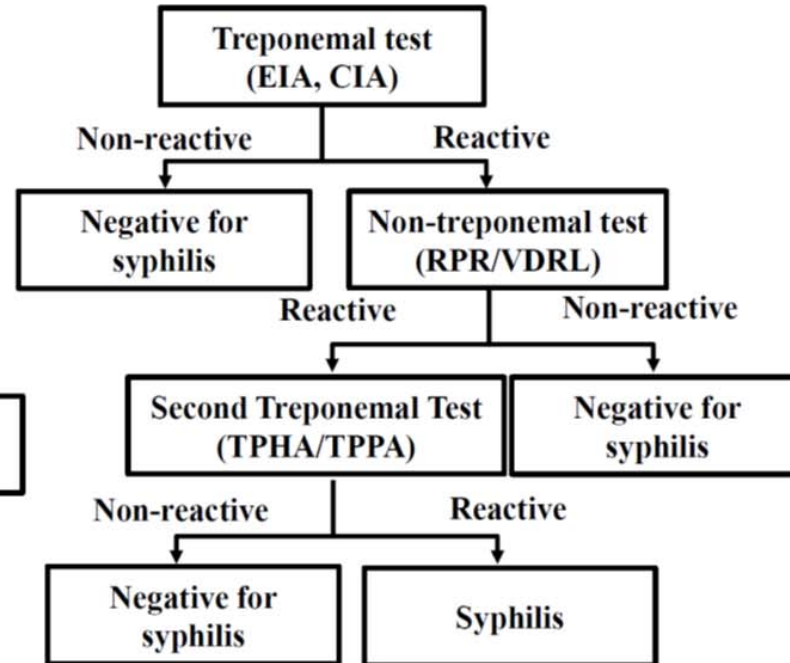 Treponemal test
(EIA, CIA)
Non-reactive
Reactive
Negative for
syphilis
Non-treponemal test
(RPR/VDRL)
Reactive
Non-reactive
Second Treponemal Test
(TPHA/TPPA)
Negative for
syphilis
Non-reactive
Reactive
Negative for
syphilis
Syphilis